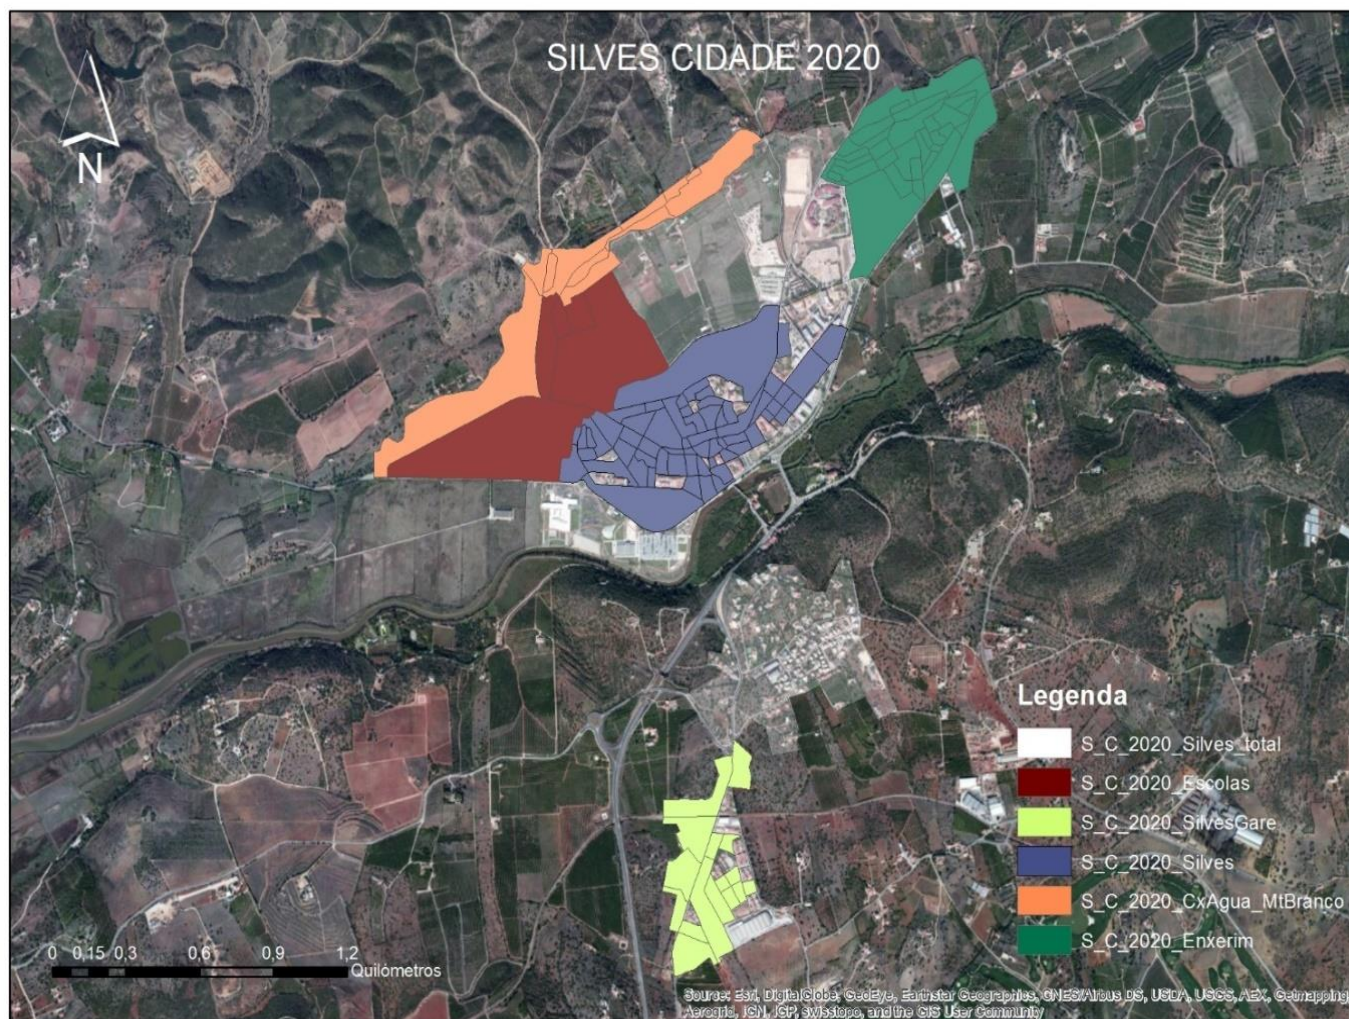 SILVES CIDADE 2020
N
Legenda
S_C_2020_Silves_total
S_C_2020_Escolas
S_C_2020_SilvesGare
S_C_2020_Silves
S_C_2020_CxAgua_MtBranco
S_C_2020_Enxerim
0 0,15 0,3 0,6 0,9 1,2
Quilómetros
Source: Esri, DigitalGlobe, GeoEye, Earthstar Geographics, CNES/Airbus DS, USDA, USGS, AEX, Getmapping,
Aerogrid, IGN, IGP, swisstopo, and the GIS User Community